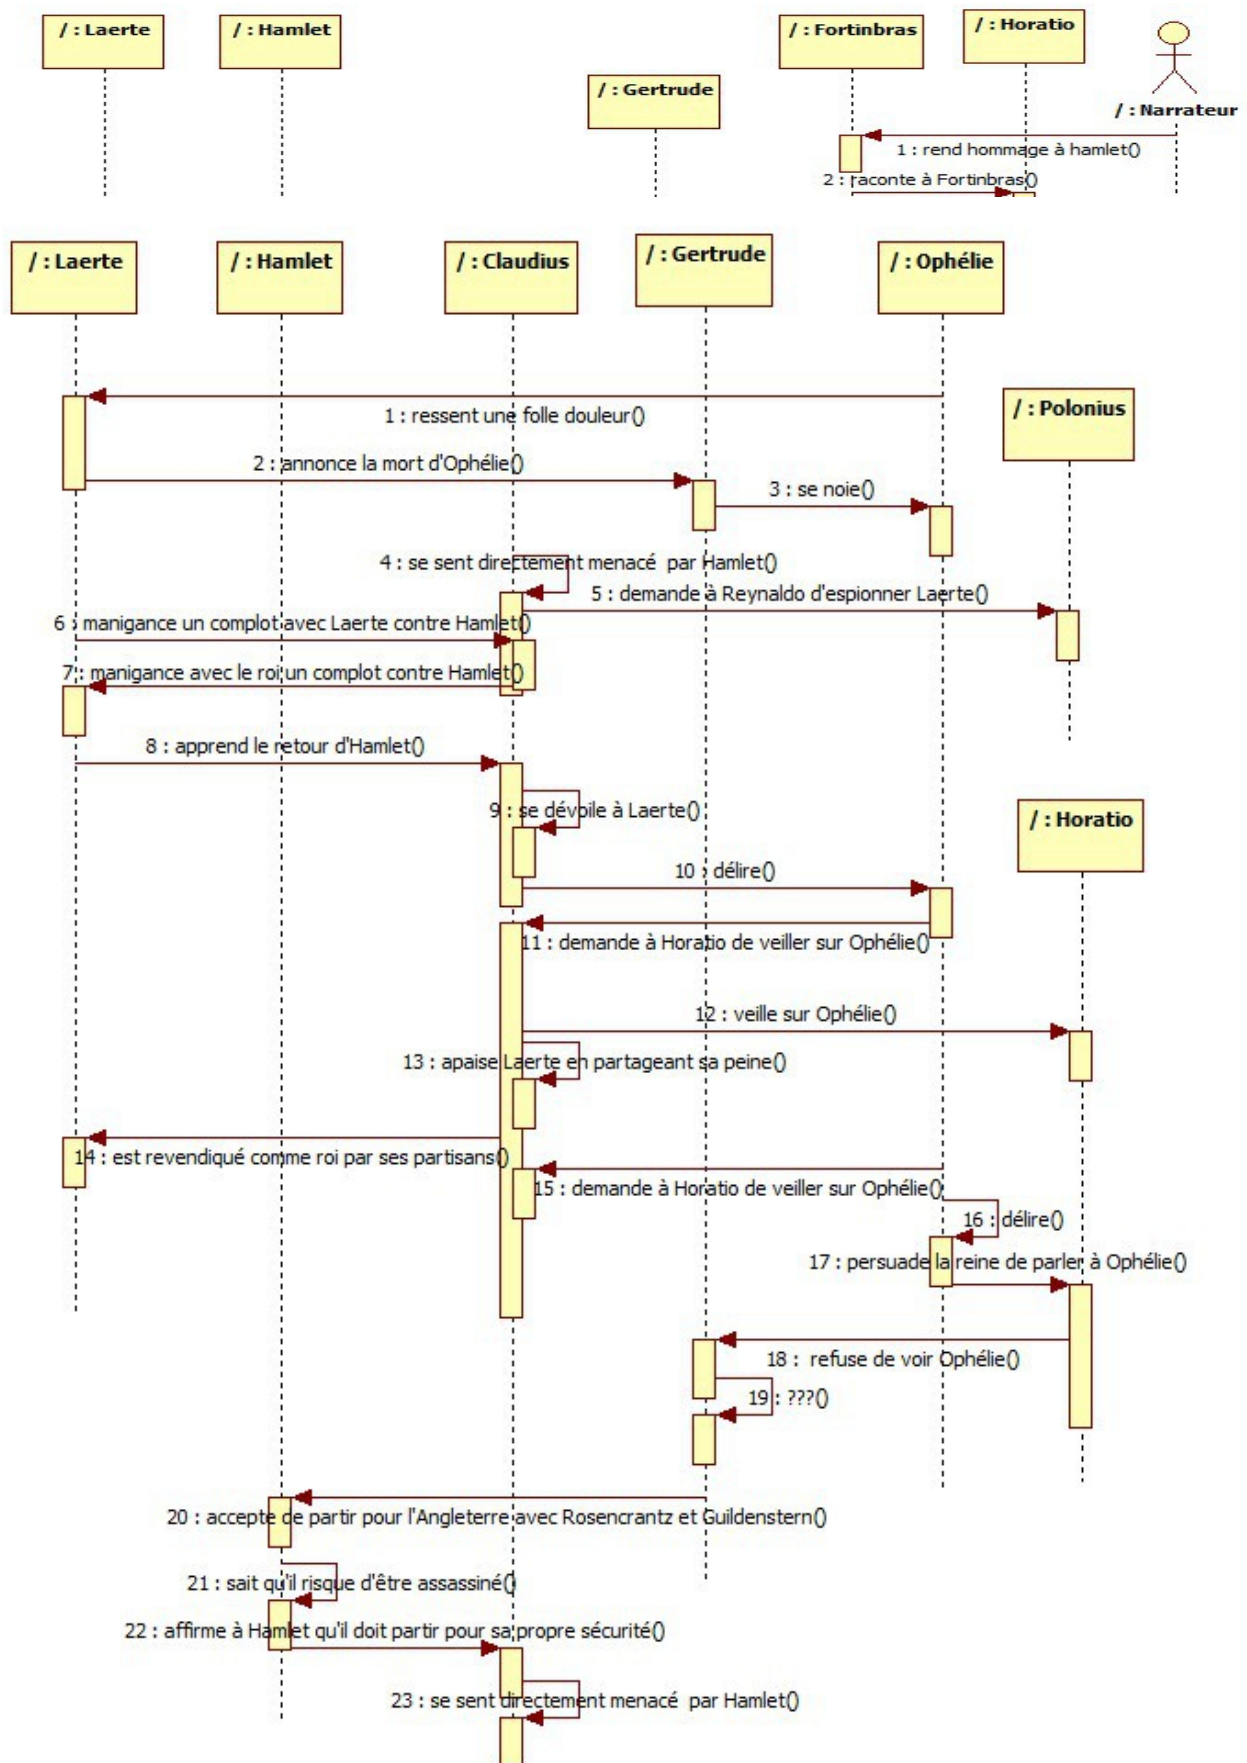 / : Laerte
/ : Hamlet
/ : Fortinbras
/ : Horatio
/ : Gertrude
/ : Narrateur
1 : rend hommage à hamlet()
2 : raconte à Fortinbras()
/ : Laerte
/ : Hamlet
/ : Claudius
/ : Gertrude
/ : Ophélie
1 : ressent une folle douleur()
/ : Polonius
2 : annonce la mort d'Ophélie()
3 : se noie()
4 : se sent directement menacé  par Hamlet()
5 : demande à Reynaldo d'espionner Laerte()
6 : manigance un complot avec Laerte contre Hamlet()
7 : manigance avec le roi un complot contre Hamlet()
8 : apprend le retour d'Hamlet()
9 : se dévoile à Laerte()
/ : Horatio
10 : délire()
11 : demande à Horatio de veiller sur Ophélie()
12 : veille sur Ophélie()
13 : apaise Laerte en partageant sa peine()
14 : est revendiqué comme roi par ses partisans()
15 : demande à Horatio de veiller sur Ophélie()
16 : délire()
17 : persuade la reine de parler à Ophélie()
18 :  refuse de voir Ophélie()
19 : ???()
20 : accepte de partir pour l'Angleterre avec Rosencrantz et Guildenstern()
21 : sait qu'il risque d'être assassiné()
22 : affirme à Hamlet qu'il doit partir pour sa propre sécurité()
23 : se sent directement menacé  par Hamlet()